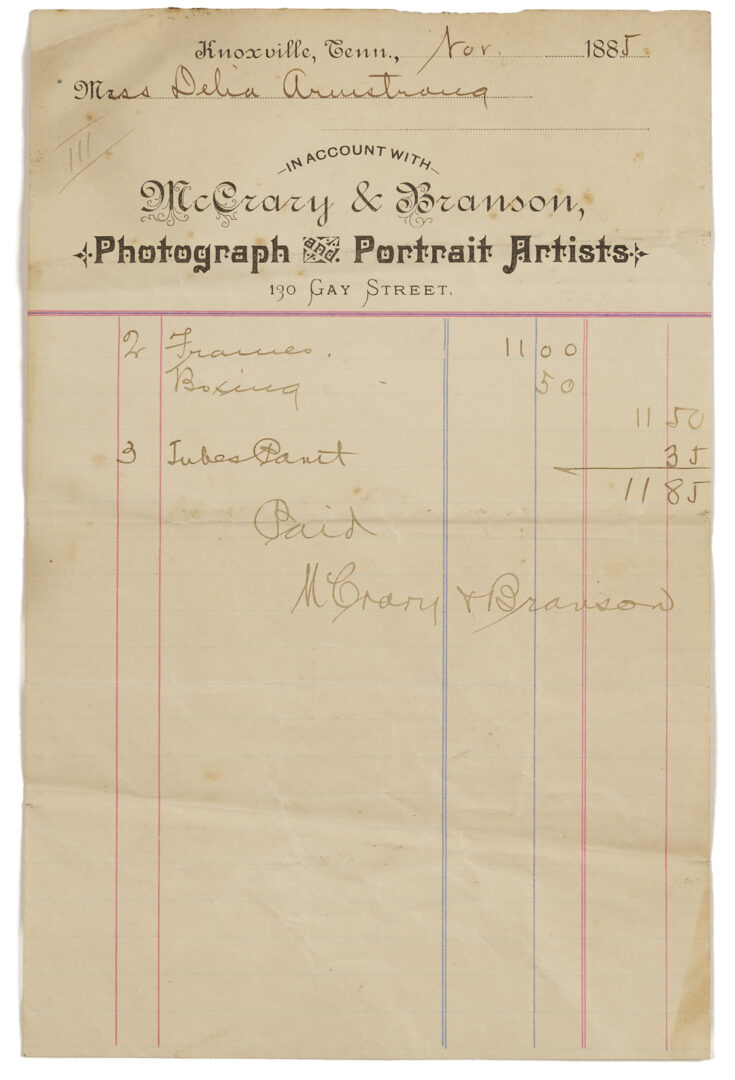 Knoxville, Tenn., Nov. 1885
Miss Delia Armstrong
111
IN ACCOUNT WITH
McCrary & Branson,
Photograph and Portrait Artists
130 GAY STREET.
2 Frames. 11 00
Boxing - 50
11 50
3 Tubes Paint 35
11 85
Paid
McCrary & Branson